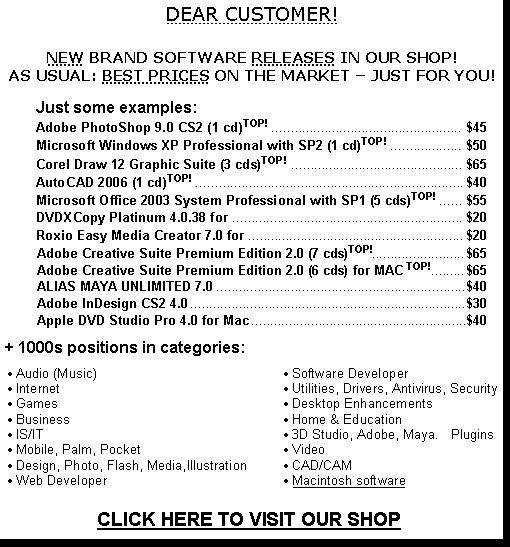 DEAR CUSTOMER!
NEW BRAND SOFTWARE RELEASES IN OUR SHOP!
AS USUAL: BEST PRICES ON THE MARKET – JUST FOR YOU!
Just some examples:
Adobe PhotoShop 9.0 CS2 (1 cd)TOP! ........ $45
Microsoft Windows XP Professional with SP2 (1 cd)TOP! ........ $50
Corel Draw 12 Graphic Suite (3 cds)TOP! ........ $65
AutoCAD 2006 (1 cd)TOP! ........ $40
Microsoft Office 2003 System Professional with SP1 (5 cds)TOP! ...... $55
DVDXCopy Platinum 4.0.38 for ........ $20
Roxio Easy Media Creator 7.0 for ........ $20
Adobe Creative Suite Premium Edition 2.0 (7 cds)TOP!........ $65
Adobe Creative Suite Premium Edition 2.0 (6 cds) for MAC TOP!........ $65
ALIAS MAYA UNLIMITED 7.0 ........ $40
Adobe InDesign CS2 4.0 ........ $30
Apple DVD Studio Pro 4.0 for Mac ........ $40
+ 1000s positions in categories:
• Audio (Music)
• Internet
• Games
• Business
• IS/IT
• Mobile, Palm, Pocket
• Design, Photo, Flash, Media,Illustration
• Web Developer
• Software Developer
• Utilities, Drivers, Antivirus, Security
• Desktop Enhancements
• Home & Education
• 3D Studio, Adobe, Maya. Plugins
• Video
• CAD/CAM
• Macintosh software
CLICK HERE TO VISIT OUR SHOP